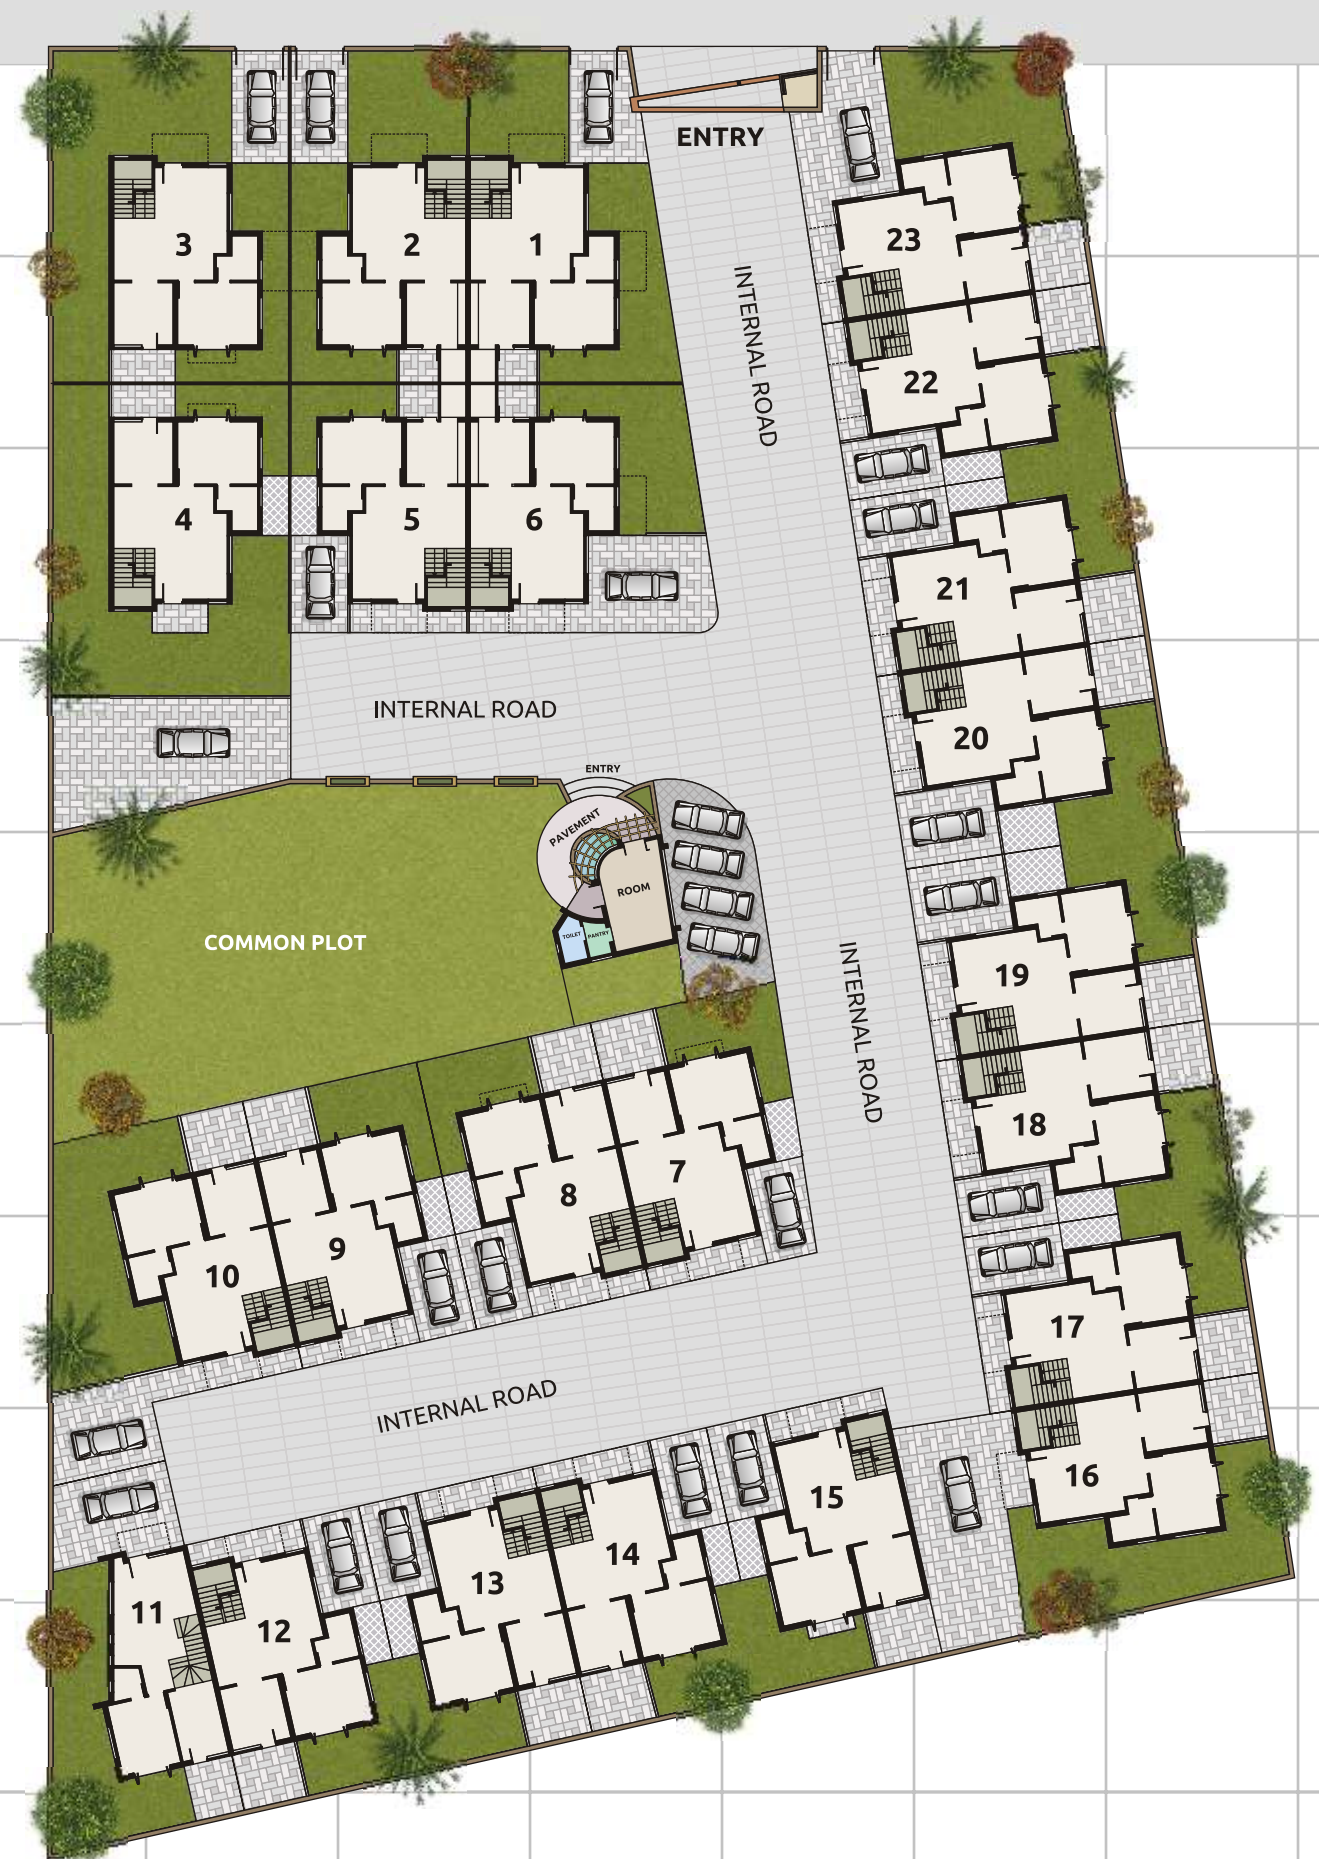 ENTRY
3
2
1
23
INTERNAL ROAD
22
4
5
6
21
INTERNAL ROAD
20
ENTRY
PAVEMENT
ROOM
TOILET
PANTRY
COMMON PLOT
19
INTERNAL ROAD
18
7
8
9
10
17
INTERNAL ROAD
16
15
14
13
11
12